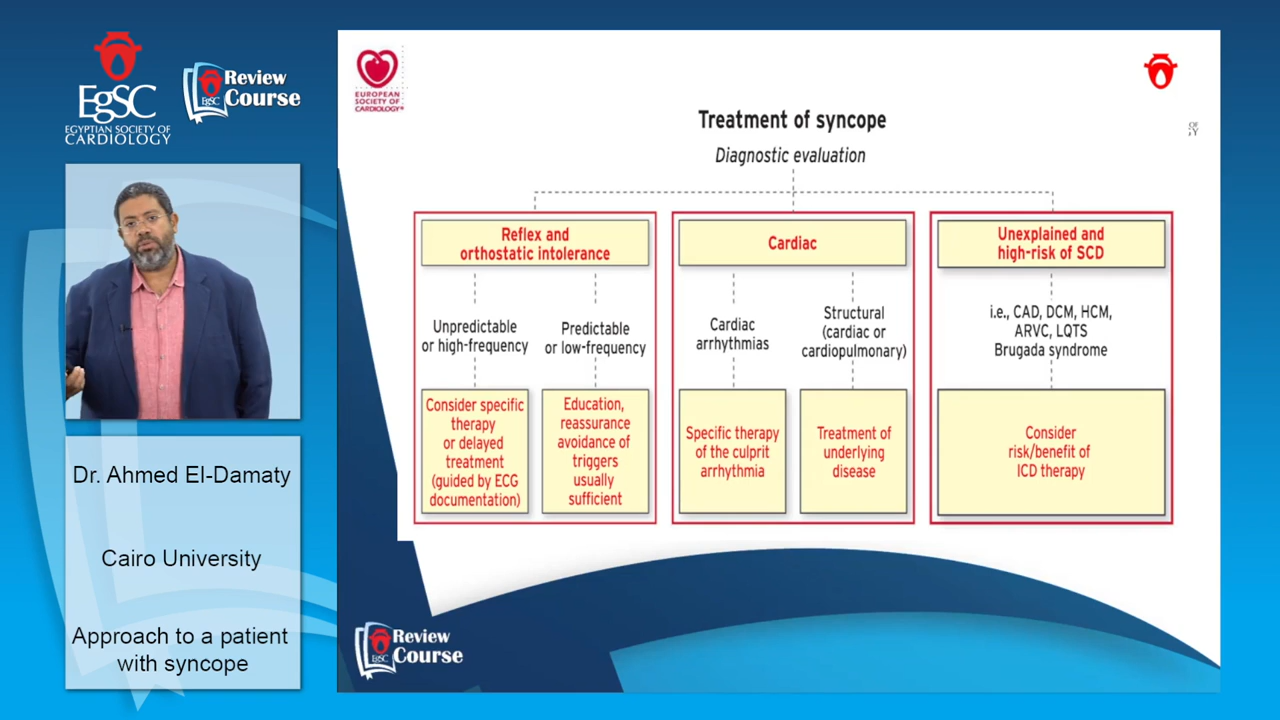 EgSC
EGYPTIAN SOCIETY OF
CARDIOLOGY
EgSC
Review
Course
Dr. Ahmed El-Damaty
Cairo University
Approach to a patient
with syncope
EUROPEAN
SOCIETY OF
CARDIOLOGY®
OF
Treatment of syncope
Diagnostic evaluation
Reflex and
orthostatic intolerance
Unpredictable
or high-frequency
Consider specific
therapy
or delayed
treatment
(guided by ECG
documentation)
Predictable
or low-frequency
Education,
reassurance
avoidance of
triggers
usually
sufficient
Cardiac
Cardiac
arrhythmias
Specific therapy
of the culprit
arrhythmia
Structural
(cardiac or
cardiopulmonary)
Treatment of
underlying
disease
Unexplained and
high-risk of SCD
i.e., CAD, DCM, HCM,
ARVC, LQTS
Brugada syndrome
Consider
risk/benefit of
ICD therapy
EgSC
Review
Course